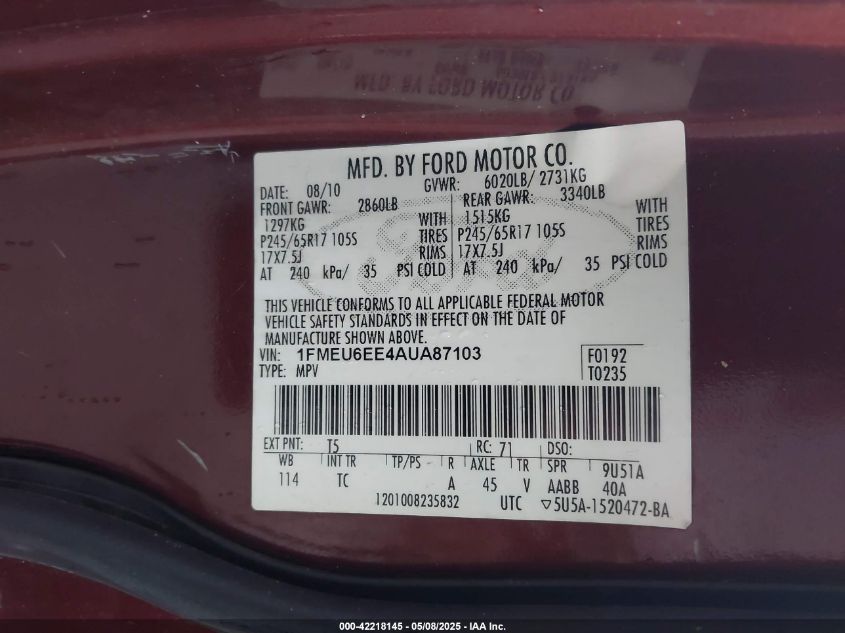 MFD. BY FORD MOTOR CO.
DATE: 08/10 GVWR: 6020LB/ 2731KG
FRONT GAWR: 2860LB REAR GAWR: 3340LB
1297KG WITH 1515KG WITH
P245/65R17 105S TIRES P245/65R17 105S TIRES
17X7.5J RIMS 17X7.5J RIMS
AT 240 kPa/ 35 PSI COLD AT 240 kPa/ 35 PSI COLD
THIS VEHICLE CONFORMS TO ALL APPLICABLE FEDERAL MOTOR
VEHICLE SAFETY STANDARDS IN EFFECT ON THE DATE OF
MANUFACTURE SHOWN ABOVE.
VIN: 1FMEU6EE4AUA87103 F0192
TYPE: MPV T0235
EXT PNT: T5 RC: 71 DSO:
WB INT TR TP/PS R AXLE TR SPR 9U51A
114 TC A 45 V AABB 40A
1201008235832 UTC ▽5U5A-1520472-BA
000-42218145 - 05/08/2025 - IAA Inc.